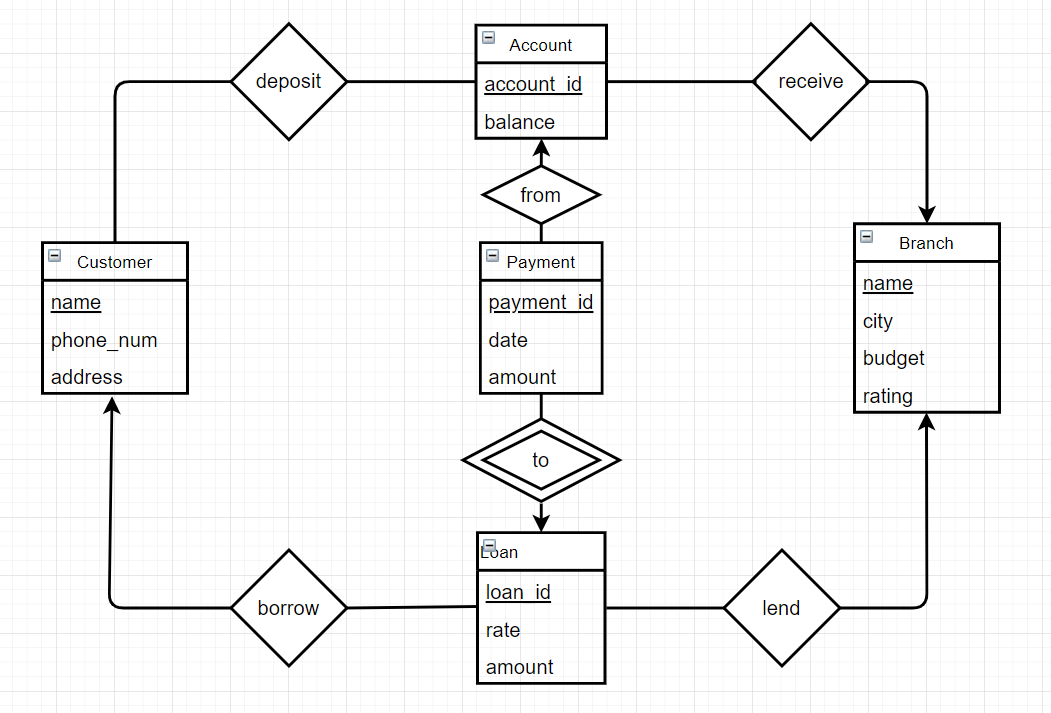 deposit
Account
account_id
balance
receive
from
Customer
name
phone_num
address
Payment
payment_id
date
amount
Branch
name
city
budget
rating
to
borrow
Loan
loan_id
rate
amount
lend